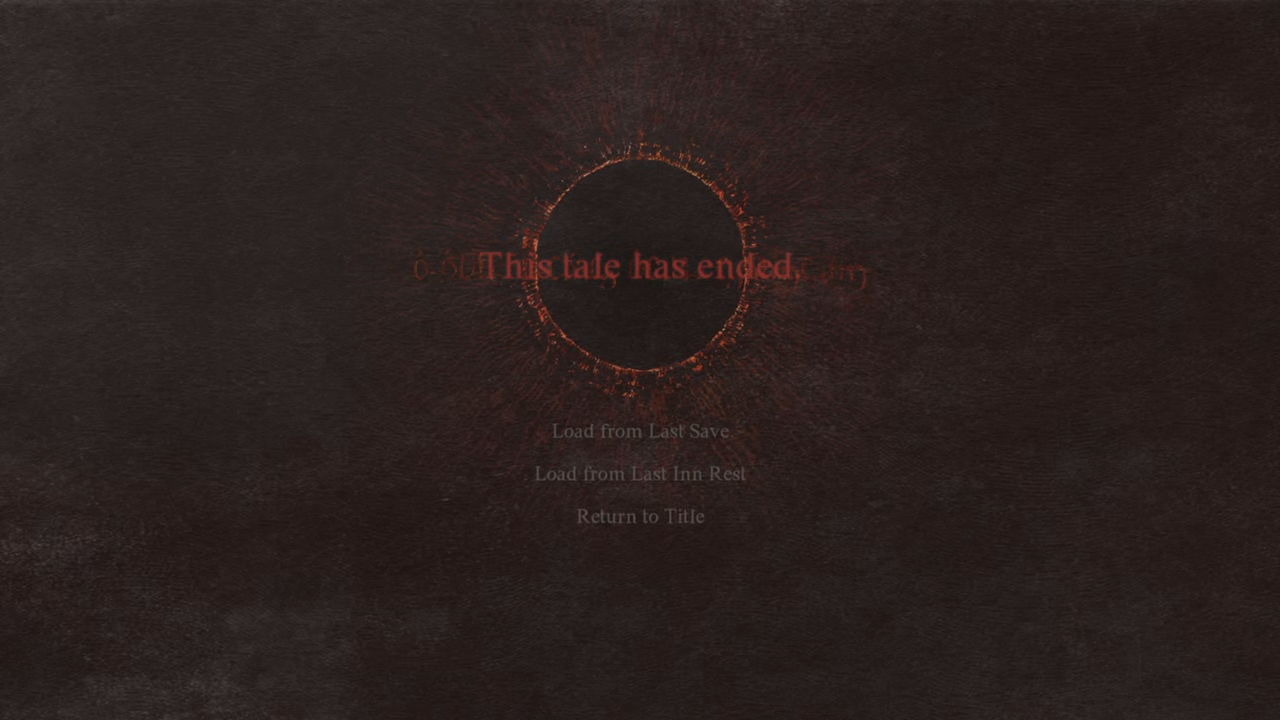 This tale has ended.
Load from Last Save
Load from Last Inn Rest
Return to Title